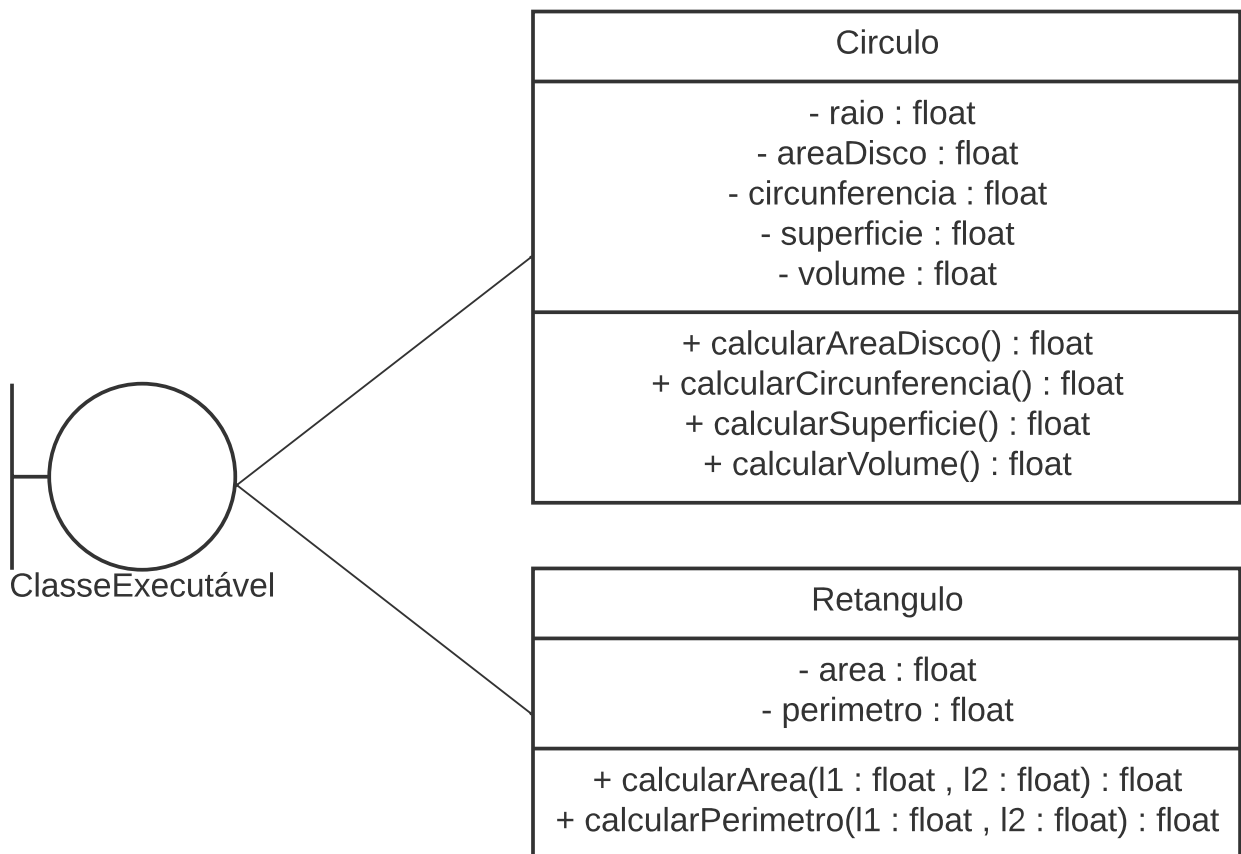 Circulo
- raio : float
- areaDisco : float
- circunferencia : float
- superficie : float
- volume : float
+ calcularAreaDisco() : float
+ calcularCircunferencia() : float
+ calcularSuperficie() : float
+ calcularVolume() : float
ClasseExecutável
Retangulo
- area : float
- perimetro : float
+ calcularArea(l1 : float , l2 : float) : float
+ calcularPerimetro(l1 : float , l2 : float) : float